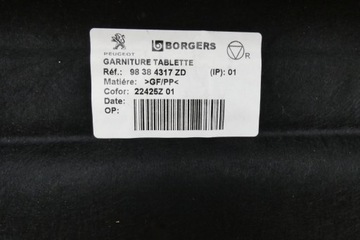 PEUGEOT
BORGERS
R
GARNITURE TABLETTE
Réf.: 98 38 4317 ZD (IP): 01
Matière: >GF/PP<
Cofor: 22425Z 01
Date:
OP: